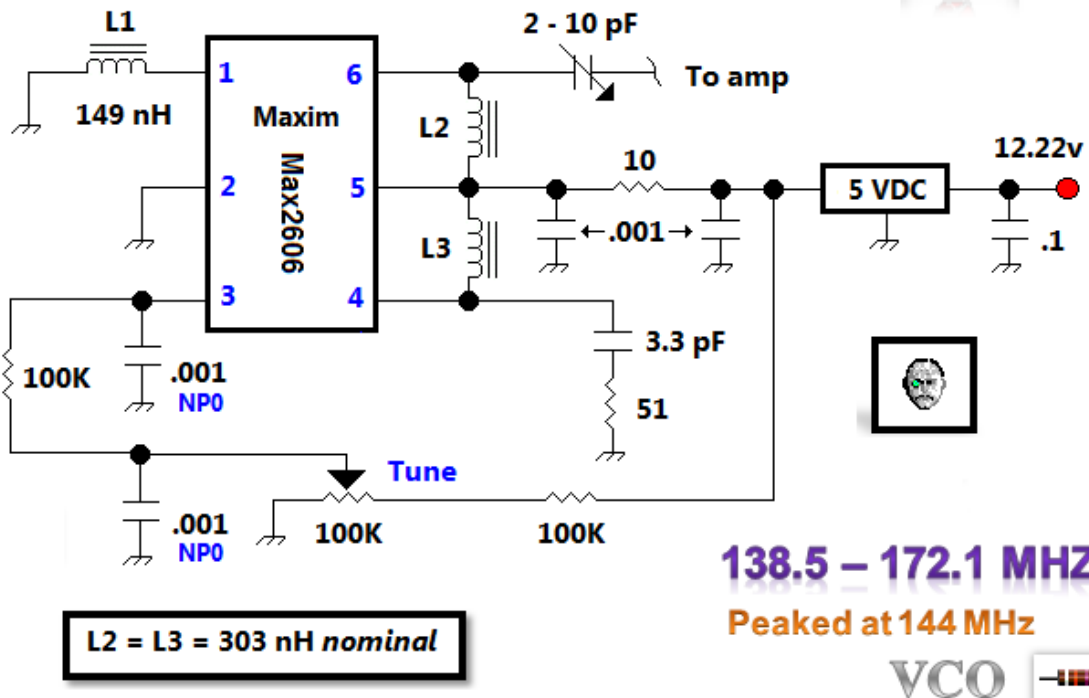 L1
149 nH
1
2
3
Maxim
Max2606
6
5
4
2 - 10 pF
To amp
L2
L3
10
.001
5 VDC
12.22v
.1
3.3 pF
51
100K
.001
NP0
.001
NP0
Tune
100K
100K
138.5 – 172.1 MHZ
Peaked at 144 MHz
L2 = L3 = 303 nH nominal
VCO